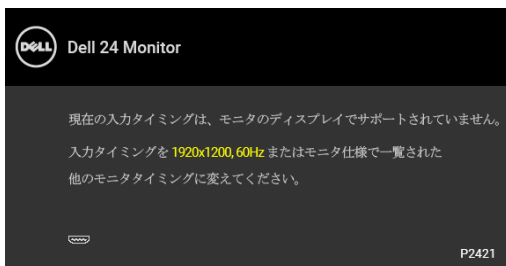 DELL Dell 24 Monitor
現在の入力タイミングは、モニタのディスプレイでサポートされていません。
入力タイミングを 1920x1200, 60Hz またはモニタ仕様で一覧された
他のモニタタイミングに変えてください。
P2421